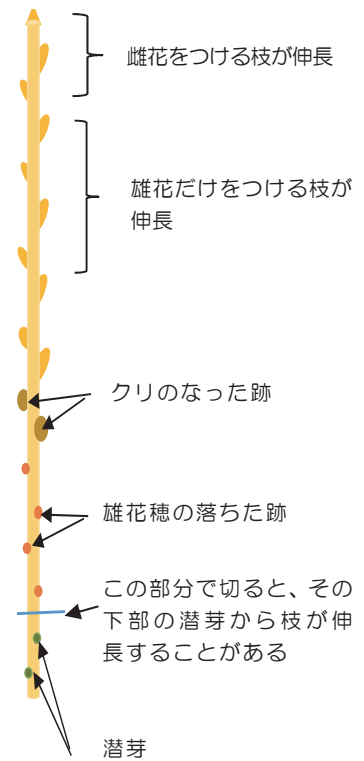 雌花をつける枝が伸長
雄花だけをつける枝が
伸長
クリのなった跡
雄花穂の落ちた跡
この部分で切ると、その
下部の潜芽から枝が伸
長することがある
潜芽